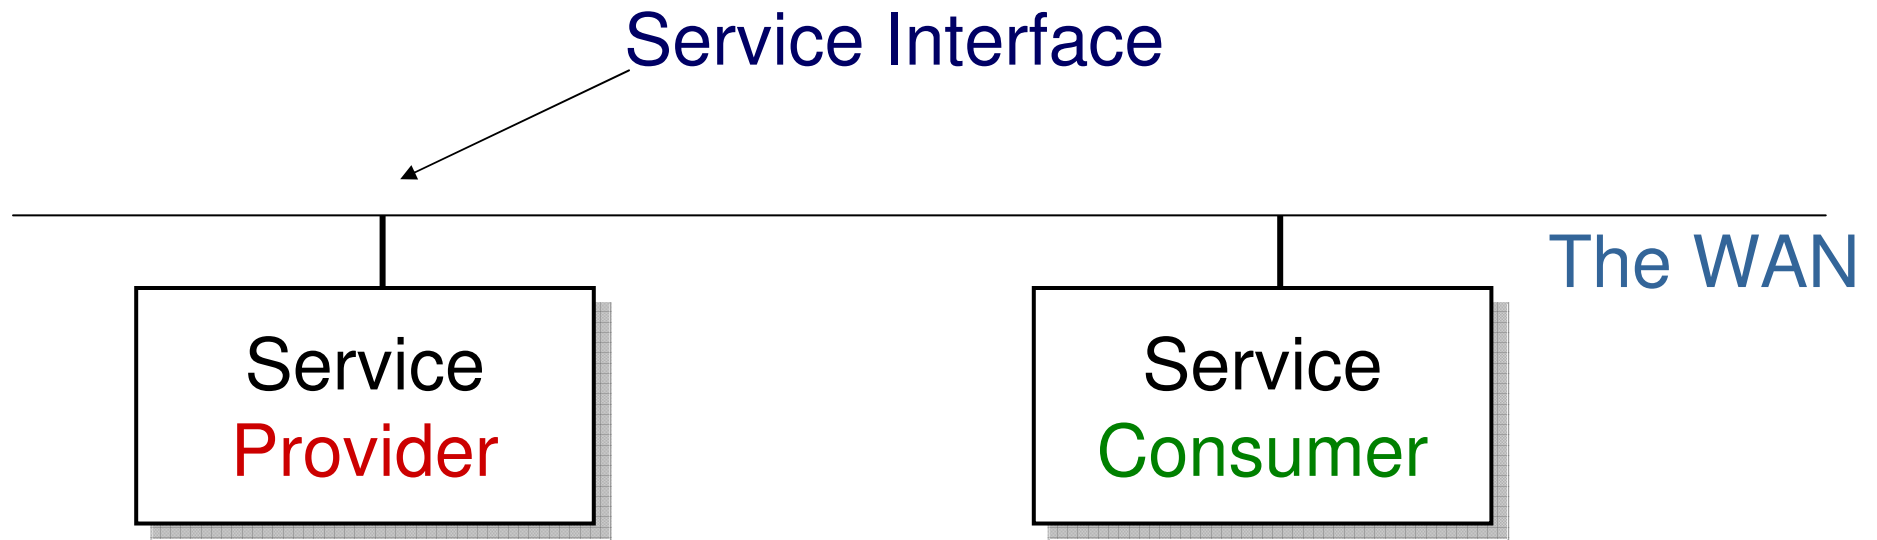 Service Interface
The WAN
Service
Provider
Service
Consumer